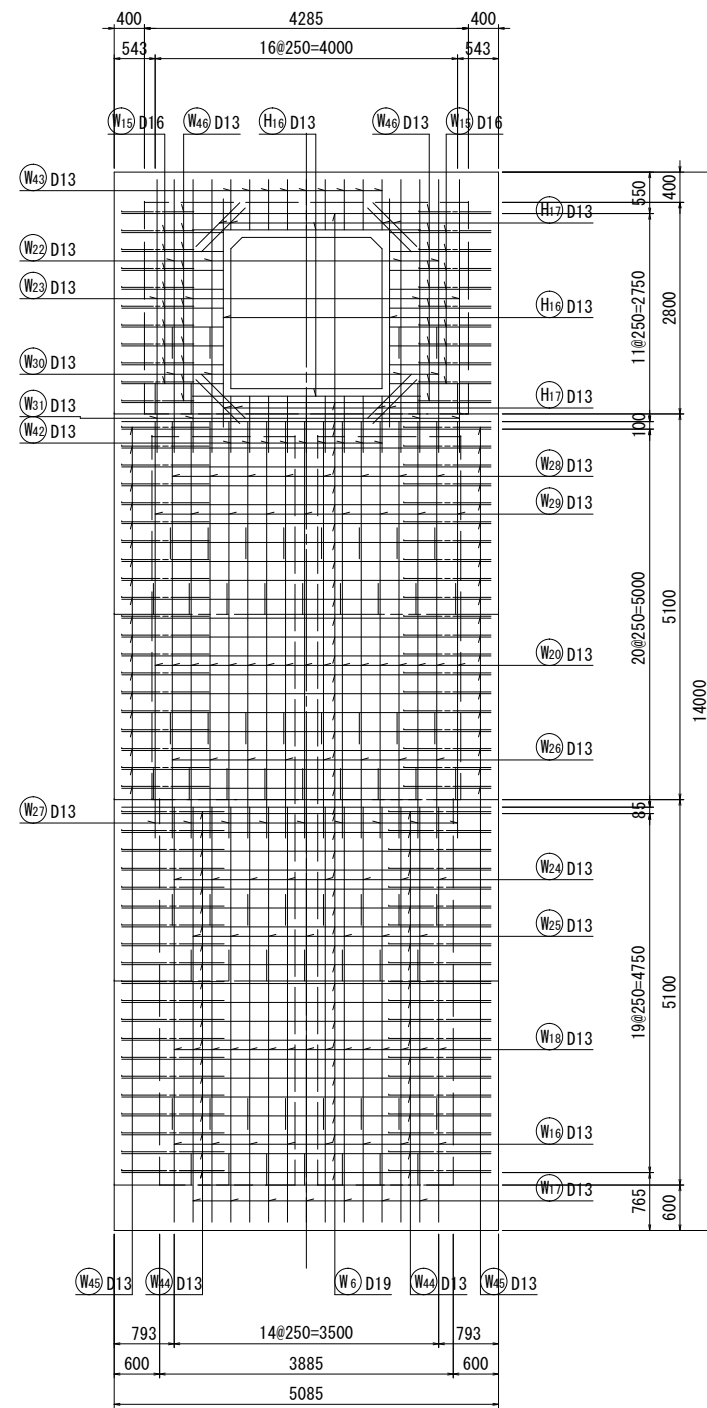 400 4285 400
543 16@250=4000 543
W15 D16 W46 D13 H16 D13 W46 D13 W15 D16
W43 D13
H17 D13
W22 D13
W23 D13
H16 D13
W30 D13
W31 D13
H17 D13
W42 D13
W28 D13
W29 D13
W20 D13
W26 D13
W27 D13
W24 D13
W25 D13
W18 D13
W16 D13
W17 D13
550
11@250=2750
100
20@250=5000
85
19@250=4750
765
400
2800
5100
5100
600
14000
W45 D13 W44 D13 W6 D19 W44 D13 W45 D13
793 14@250=3500 793
600 3885 600
5085